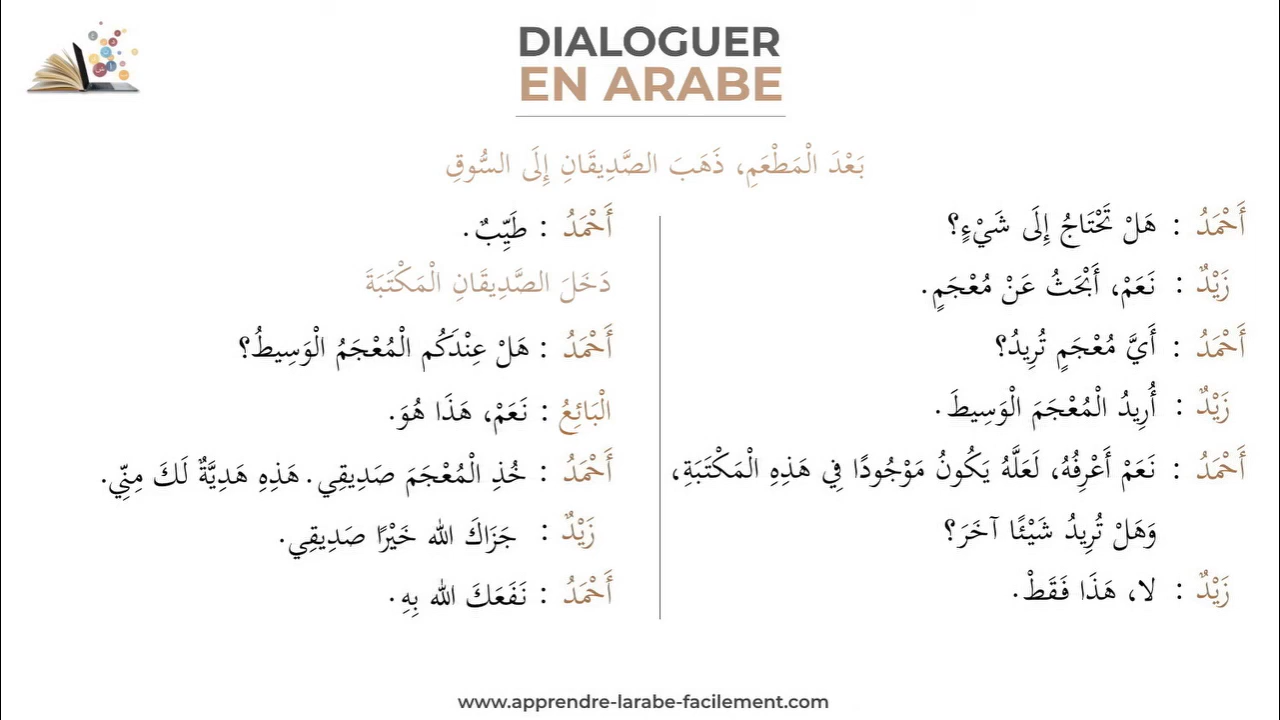 DIALOGUER
EN ARABE
بَعْدَ الْمَطْعَمِ، ذَهَبَ الصَّدِيقَانِ إِلَى السُّوقِ
أَحْمَدُ : هَلْ تَحْتَاجُ إِلَى شَيْءٍ؟
زَيْدٌ : نَعَمْ، أَبْحَثُ عَنْ مُعْجَمٍ.
أَحْمَدُ : أَيَّ مُعْجَمٍ تُرِيدُ؟
زَيْدٌ : أُرِيدُ الْمُعْجَمَ الْوَسِيطَ.
أَحْمَدُ : نَعَمْ أَعْرِفُهُ، لَعَلَّهُ يَكُونُ مَوْجُودًا فِي هَذِهِ الْمَكْتَبَةِ،
وَهَلْ تُرِيدُ شَيْئًا آخَرَ؟
زَيْدٌ : لا، هَذَا فَقَطْ.
أَحْمَدُ : طَيِّبٌ.
دَخَلَ الصَّدِيقَانِ الْمَكْتَبَةَ
أَحْمَدُ : هَلْ عِنْدَكُم الْمُعْجَمُ الْوَسِيطُ؟
الْبَائِعُ : نَعَمْ، هَذَا هُوَ.
أَحْمَدُ : خُذِ الْمُعْجَمَ صَدِيقِي. هَذِهِ هَدِيَّةٌ لَكَ مِنِّي.
زَيْدٌ : جَزَاكَ الله خَيْرًا صَدِيقِي.
أَحْمَدُ : نَفَعَكَ الله بِهِ.
www.apprendre-larabe-facilement.com